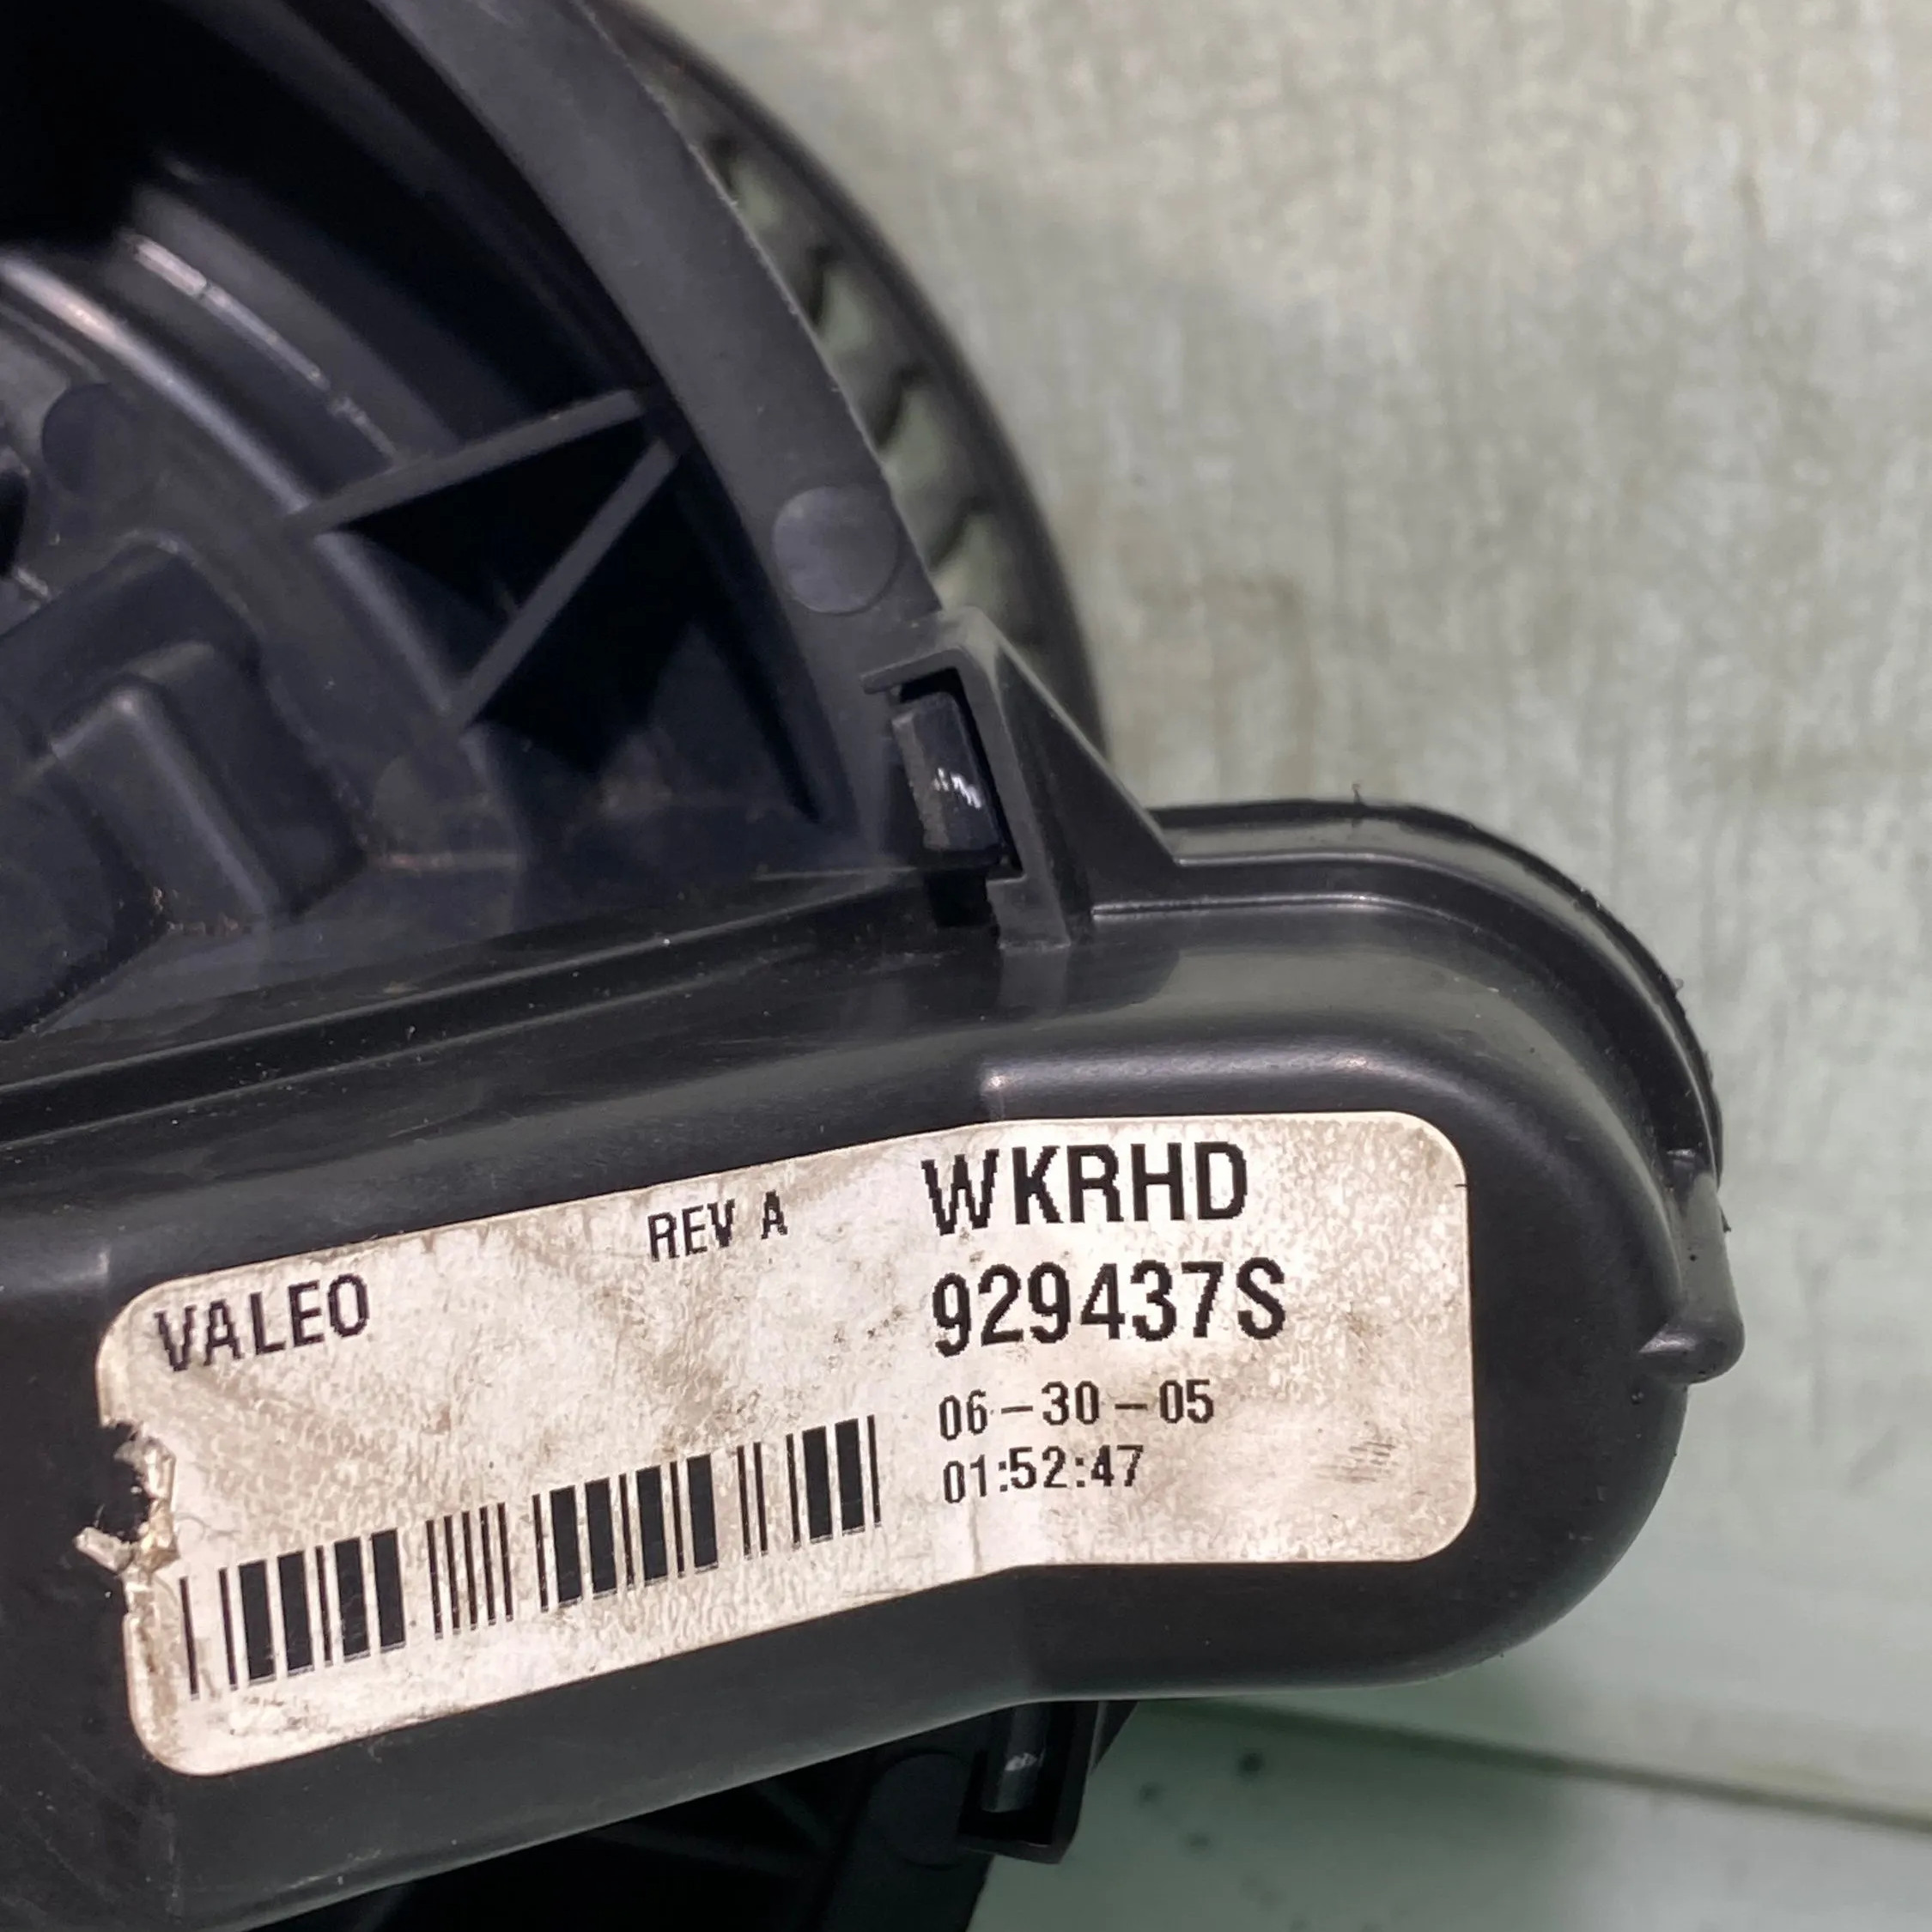 VALEO
REV A
WKRHD
929437S
06-30-05
01:52:47